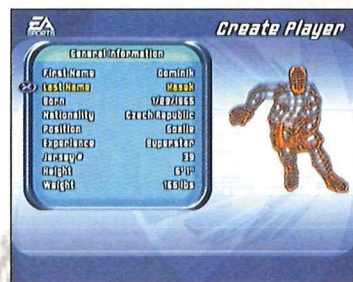 EA
SPORTS
Create Player
General Information
First Name Dominik
Last Name Hasek
Born 1/29/1965
Nationality Czech Republic
Position Goalie
Experience Superstar
Jersey # 39
Height 6' 1"
Weight 165 lbs